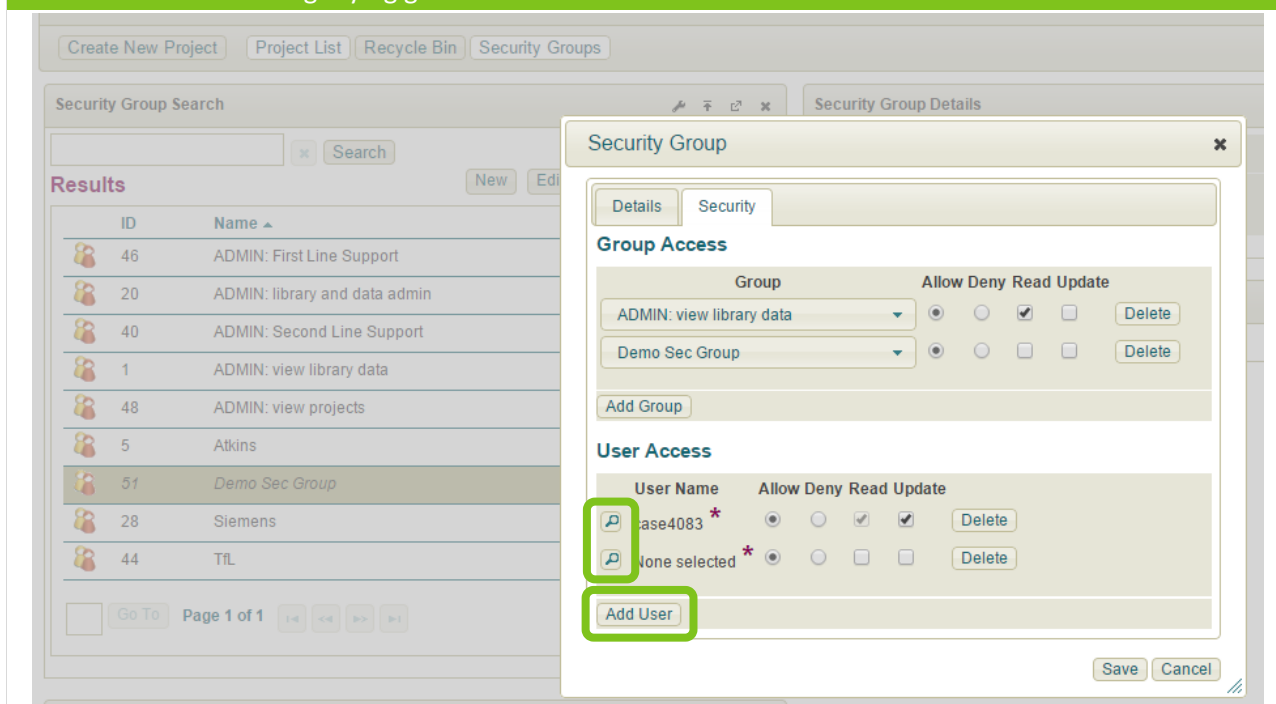 Create New Project Project List Recycle Bin Security Groups
Security Group Search
Security Group Details
Search
Results
New Edi
ID Name
46 ADMIN: First Line Support
20 ADMIN: library and data admin
40 ADMIN: Second Line Support
1 ADMIN: view library data
48 ADMIN: view projects
5 Atkins
51 Demo Sec Group
28 Siemens
44 TfL
Go To Page 1 of 1
Security Group
Details Security
Group Access
Group Allow Deny Read Update
ADMIN: view library data Delete
Demo Sec Group Delete
Add Group
User Access
User Name Allow Deny Read Update
case4083 * Delete
None selected * Delete
Add User
Save Cancel